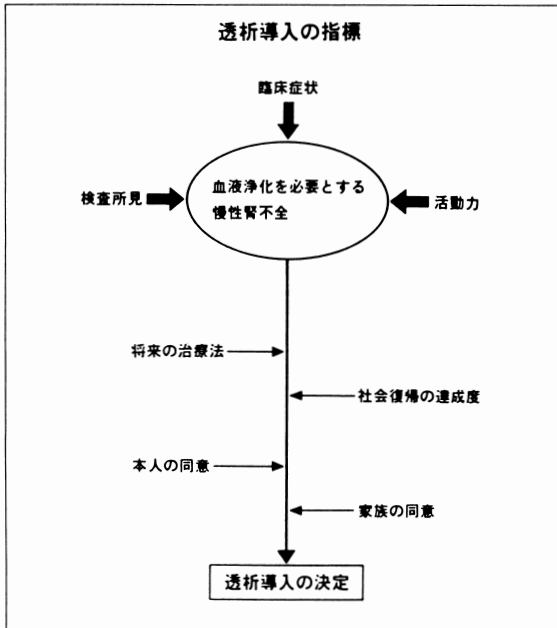 透析導入の指標
臨床症状
血液浄化を必要とする
慢性腎不全
検査所見
活動力
将来の治療法
社会復帰の達成度
本人の同意
家族の同意
透析導入の決定